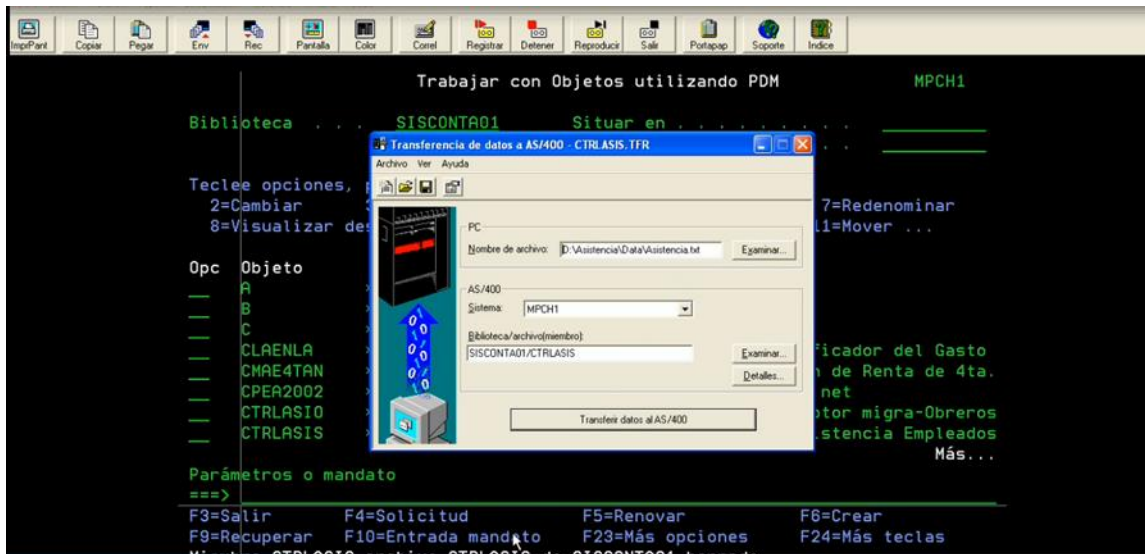 ImprPant Copiar Pegar Env Rec Pantalla Color Correl Registrar Detener Reproducir Salir Portapap Soporte Indice
Trabajar con Objetos utilizando PDM MPCH1
Biblioteca . . . SISCONTA01 Situar en . . . . . . . .
Transferencia de datos a AS/400 - CTRLASIS.TFR
Archivo Ver Ayuda
Teclee opciones,
2=Cambiar 7=Redenominar
8=Visualizar 11=Mover ...
PC
Nombre de archivo: D:\Asistencia\Data\Asistencia.txt Examinar...
Opc Objeto
AS/400
A
Sistema: MPCH1
B
C
Biblioteca/archivo(miembro):
CLAENLA SISCONTA01/CTRLASIS Examinar... ificador del Gasto
CMAE4TAN Detalles... de Renta de 4ta.
CPEA2002 net
CTRLASIO Transferir datos al AS/400 migra-Obreros
CTRLASIS stencia Empleados
Más...
Parámetros o mandato
===>
F3=Salir F4=Solicitud F5=Renovar F6=Crear
F9=Recuperar F10=Entrada mandato F23=Más opciones F24=Más teclas